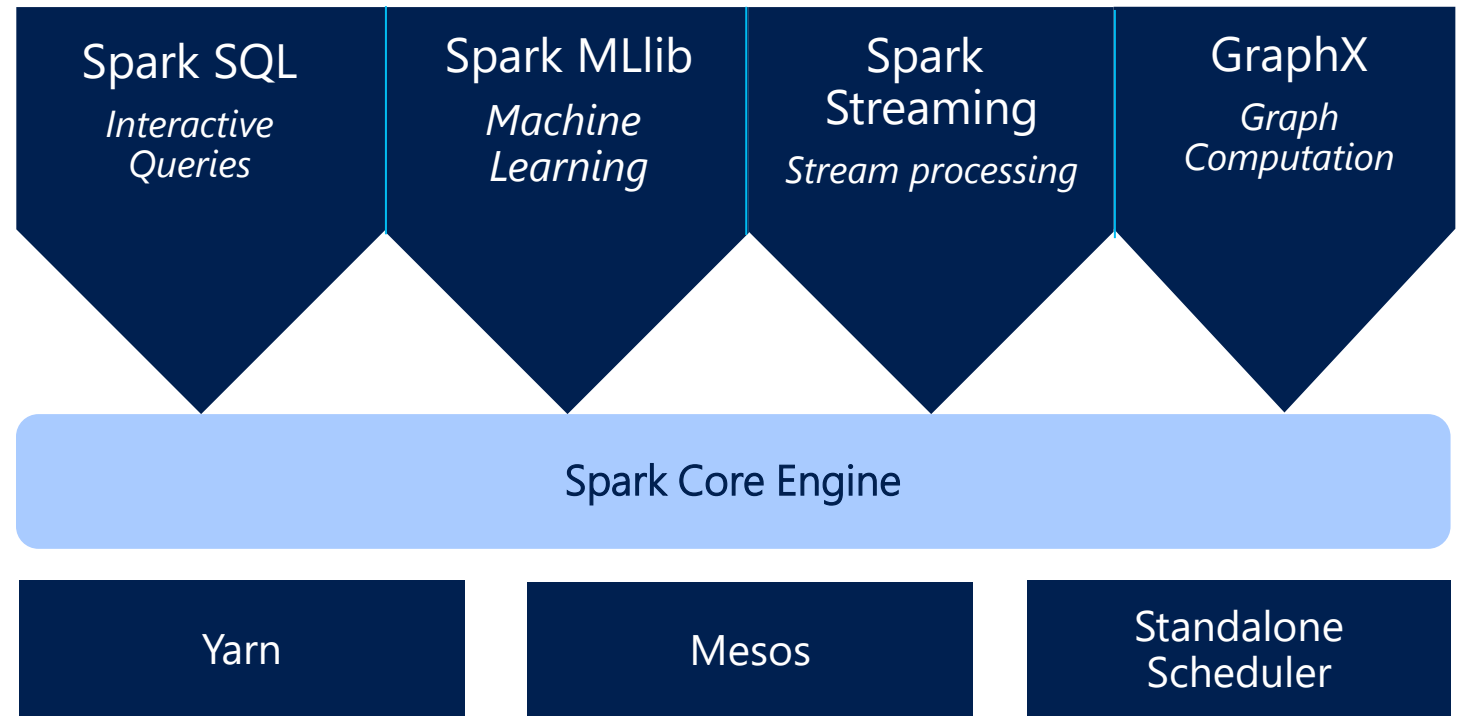 Spark SQL
Interactive
Queries
Spark MLlib
Machine
Learning
Spark
Streaming
Stream processing
GraphX
Graph
Computation
Spark Core Engine
Yarn
Mesos
Standalone
Scheduler